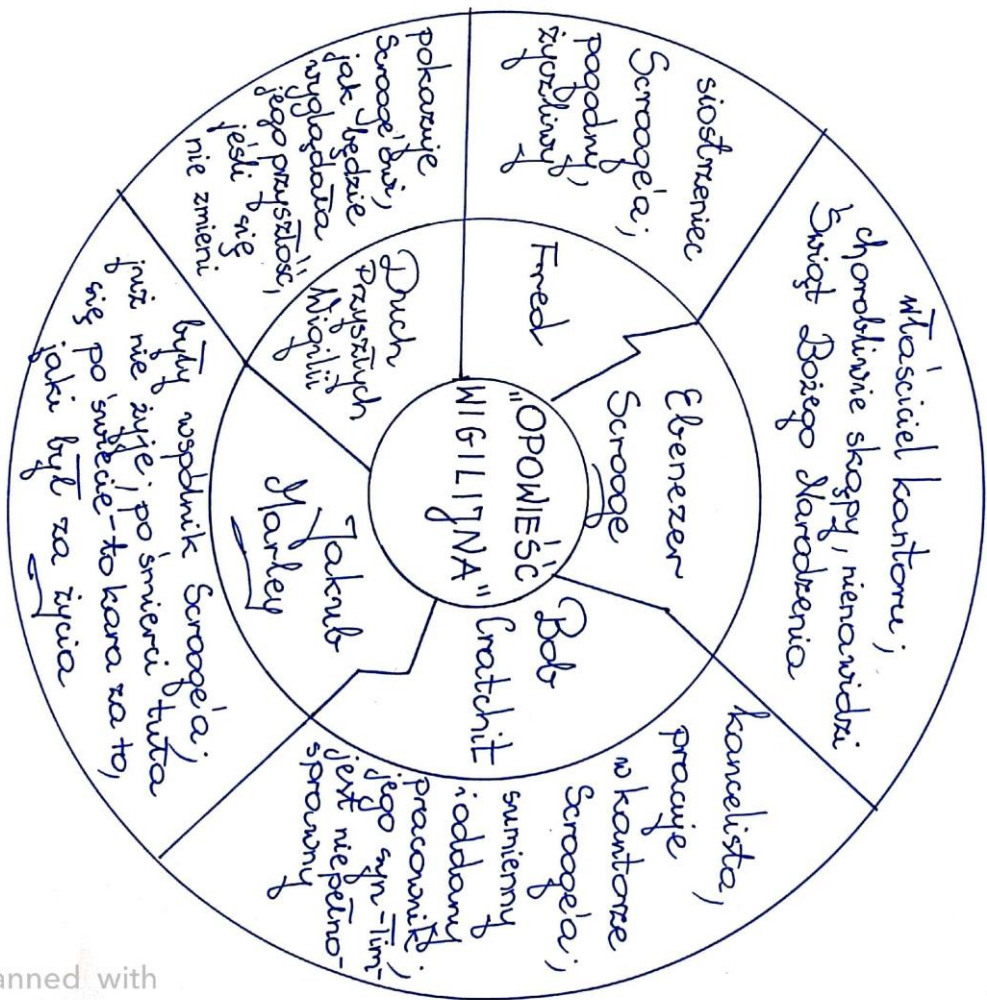 "OPOWIEŚĆ
WIGILIJNA"
Ebenezer
Scrooge
właściciel kantoru;
chorobliwie skąpy, nienawidzi
Świąt Bożego Narodzenia
Bob
Cratchit
kancelista,
pracuje
w kantorze
Scrooge'a;
sumienny
i oddany
pracownik;
jego syn -Tim-
jest niepełno-
sprawny
Jakub
Marley
były wspólnik Scrooge'a;
już nie żyje; po śmierci tuła
się po świecie - to kara za to,
jaki był za życia
Duch
Przyszłych
Wigilii
pokazuje
Scrooge'owi,
jak będzie
wyglądała
jego przyszłość,
jeśli się
nie zmieni
Fred
siostrzeniec
Scrooge'a;
pogodny,
życzliwy
anned with